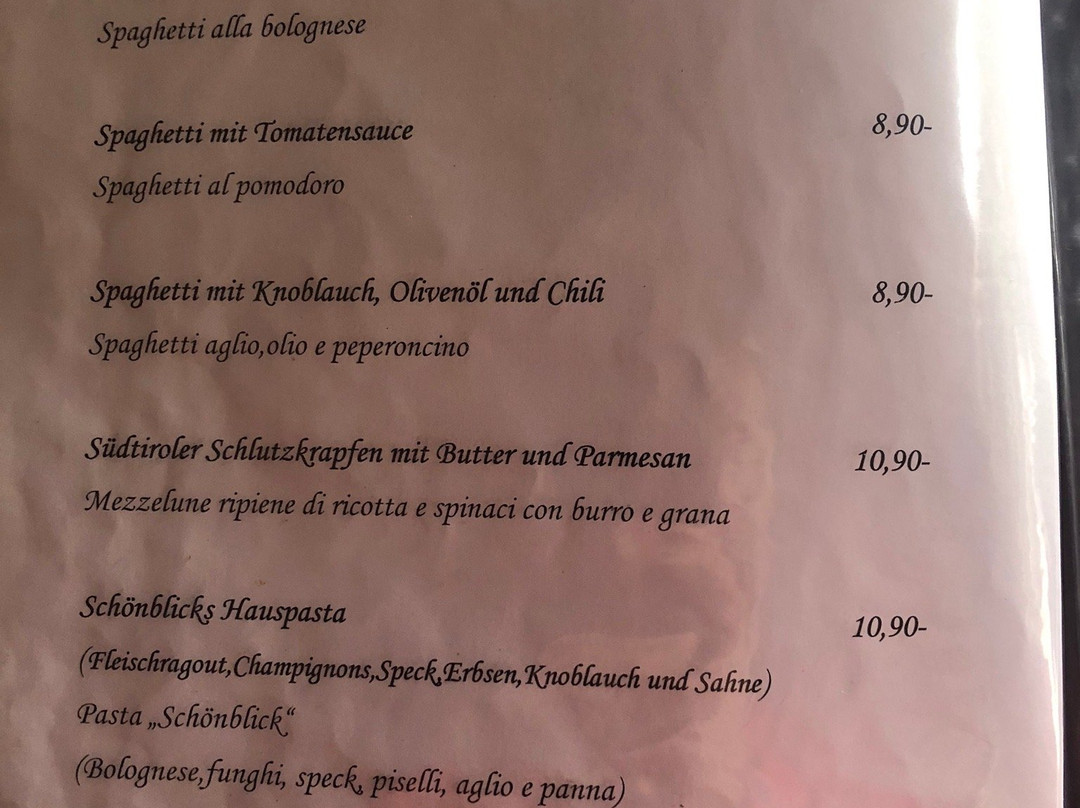 Spaghetti alla bolognese
Spaghetti mit Tomatensauce 8,90-
Spaghetti al pomodoro
Spaghetti mit Knoblauch, Olivenöl und Chili 8,90-
Spaghetti aglio,olio e peperoncino
Südtiroler Schlutzkrapfen mit Butter und Parmesan 10,90-
Mezzelune ripiene di ricotta e spinaci con burro e grana
Schönblicks Hauspasta 10,90-
(Fleischragout,Champignons,Speck,Erbsen,Knoblauch und Sahne)
Pasta „Schönblick“
(Bolognese,funghi, speck, piselli, aglio e panna)